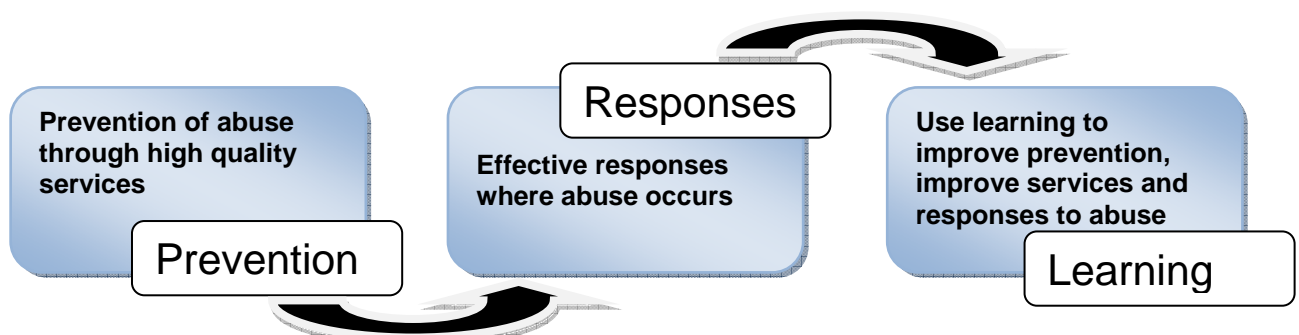 Prevention of abuse
through high quality
services
Prevention
Responses
Effective responses
where abuse occurs
Use learning to
improve prevention,
improve services and
responses to abuse
Learning